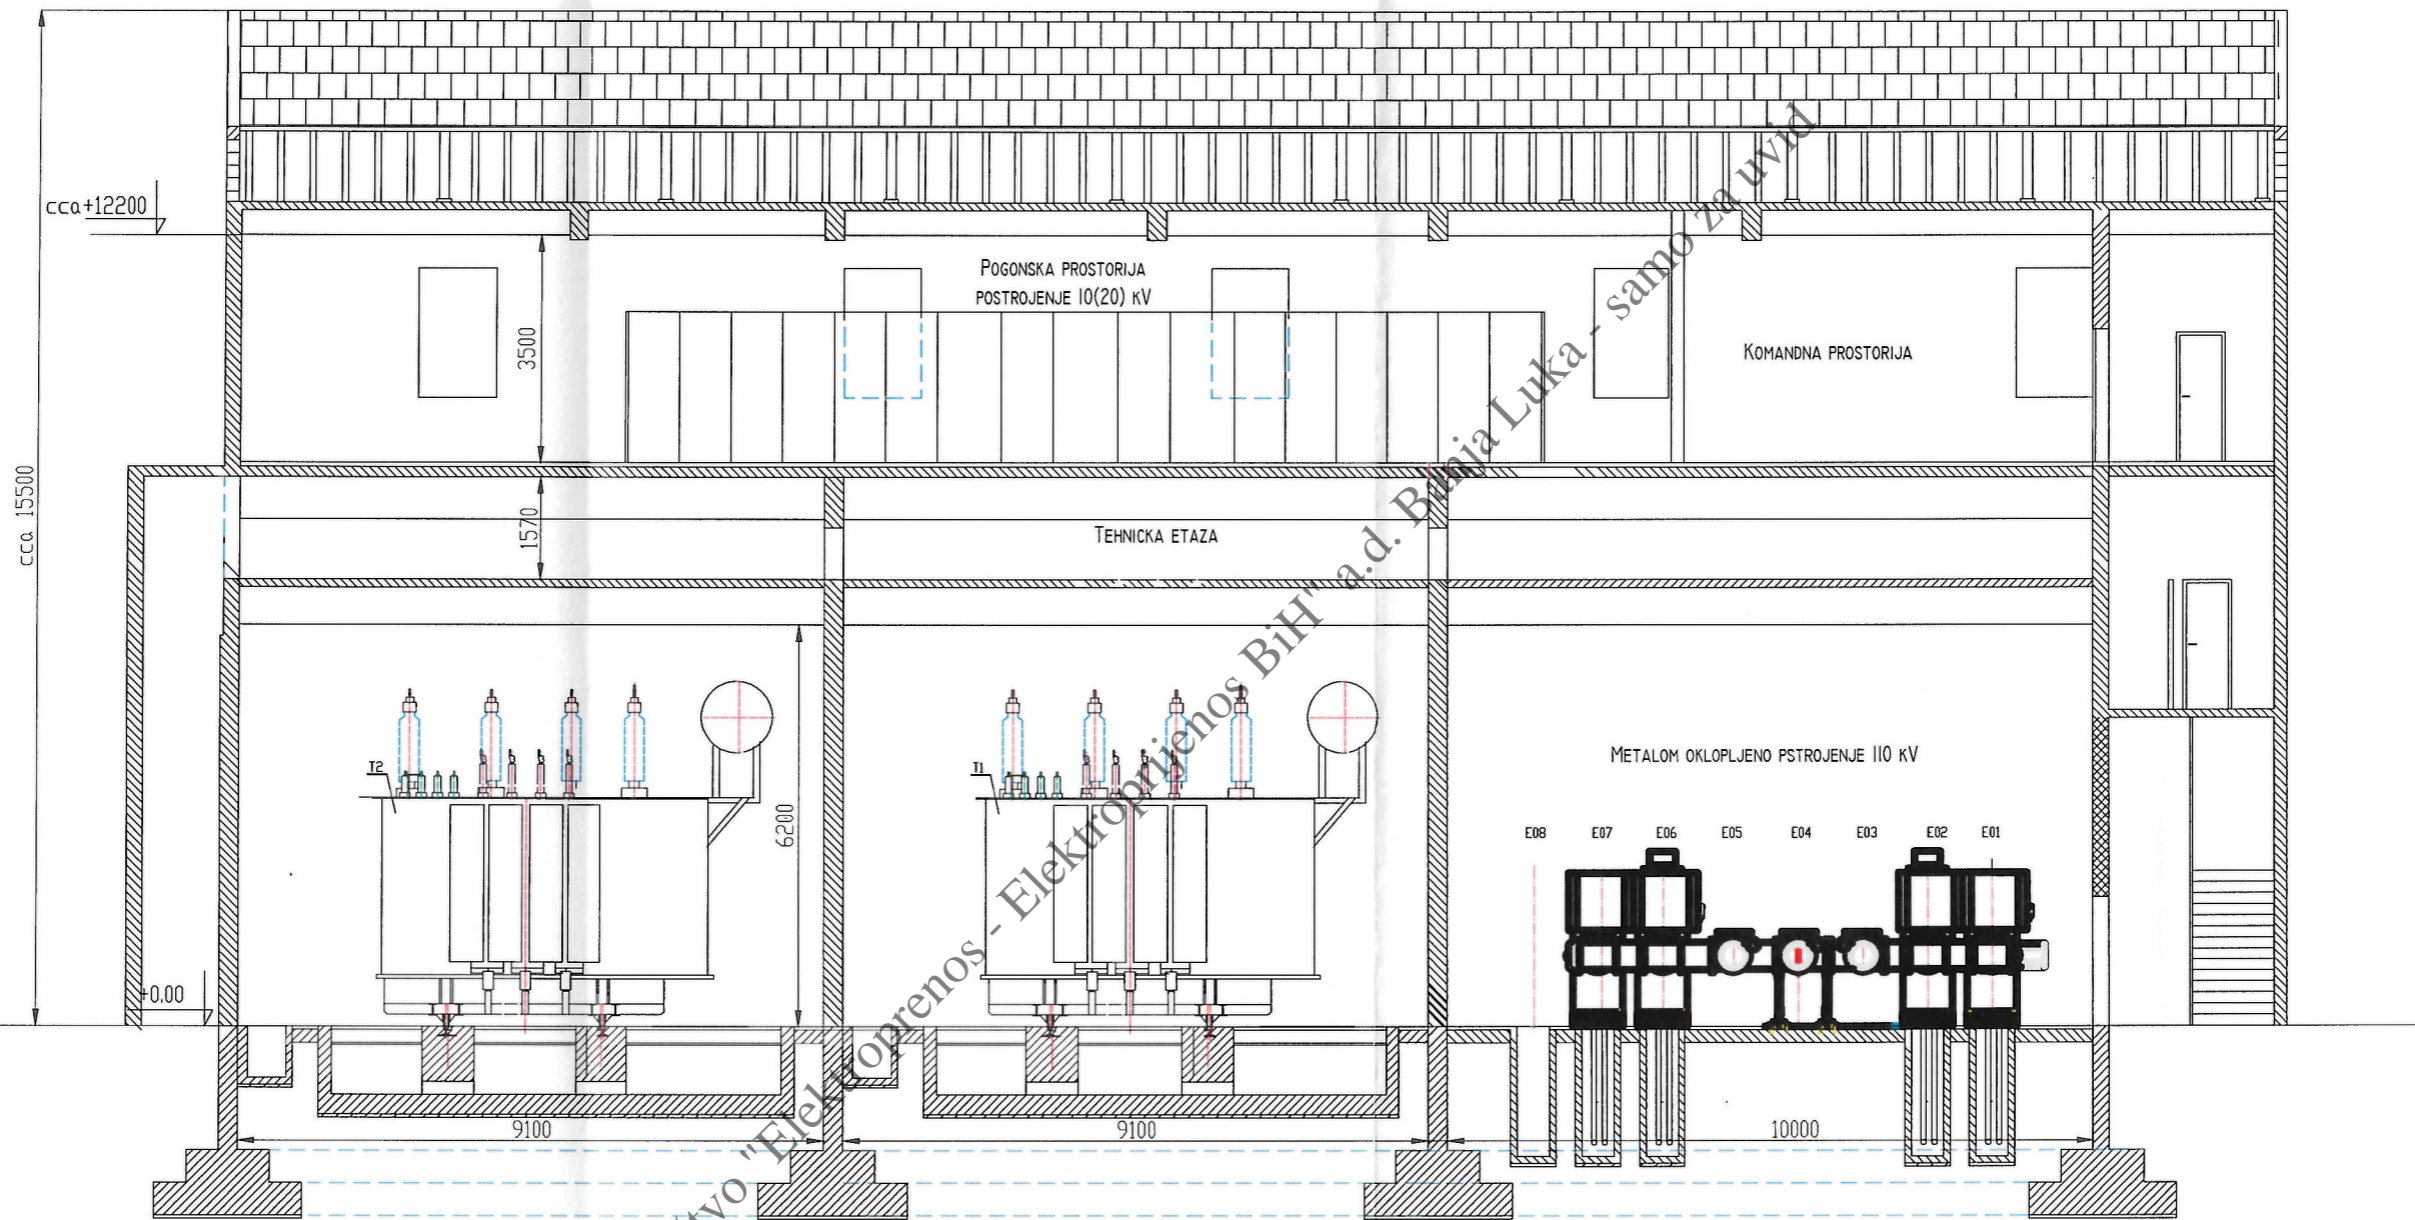 cca+12200
POGONSKA PROSTORIJA
POSTROJENJE 10(20) KV
3500
KOMANDNA PROSTORIJA
cca 15500
1570
TEHNICKA ETAZA
T2
T1
6200
METALOM OKLOPLJENO PSTROJENJE 110 KV
E08 E07 E06 E05 E04 E03 E02 E01
+0.00
9100
9100
10000
tvo "Elektroprenos - Elektroprijenos BiH" a.d. Banja Luka - samo za uvid